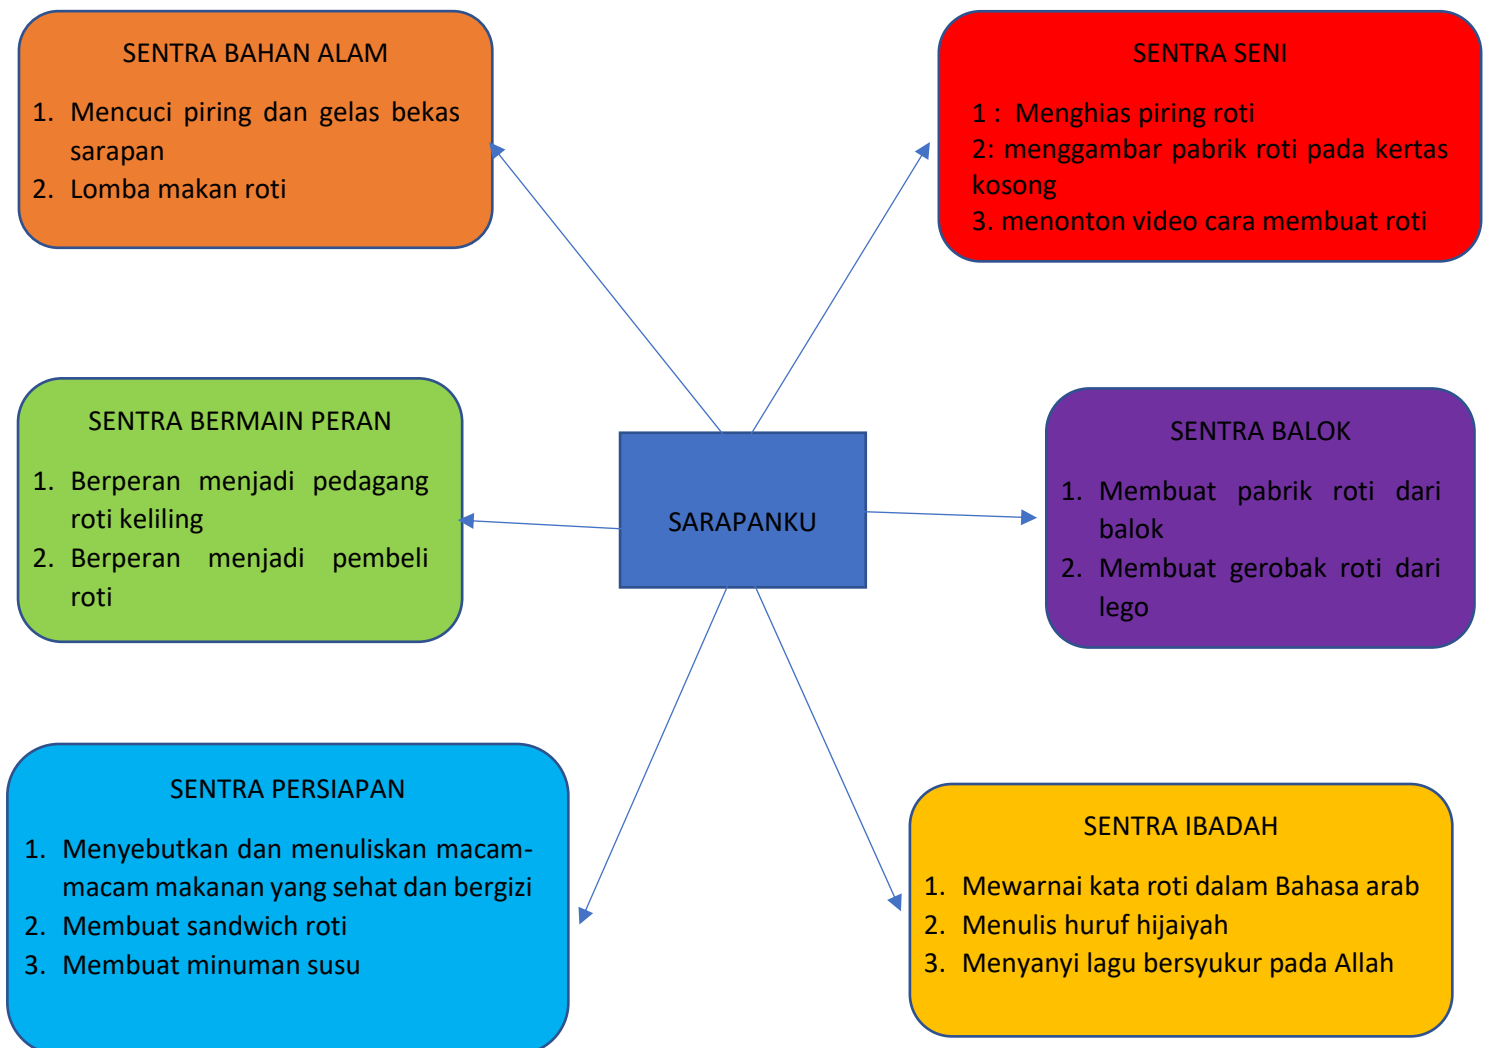 SENTRA BAHAN ALAM
1. Mencuci piring dan gelas bekas
sarapan
2. Lomba makan roti
SENTRA SENI
1 : Menghias piring roti
2: menggambar pabrik roti pada kertas
kosong
3. menonton video cara membuat roti
SENTRA BERMAIN PERAN
1. Berperan menjadi pedagang
roti keliling
2. Berperan menjadi pembeli
roti
SARAPANKU
SENTRA BALOK
1. Membuat pabrik roti dari
balok
2. Membuat gerobak roti dari
lego
SENTRA PERSIAPAN
1. Menyebutkan dan menuliskan macam-
macam makanan yang sehat dan bergizi
2. Membuat sandwich roti
3. Membuat minuman susu
SENTRA IBADAH
1. Mewarnai kata roti dalam Bahasa arab
2. Menulis huruf hijaiyah
3. Menyanyi lagu bersyukur pada Allah